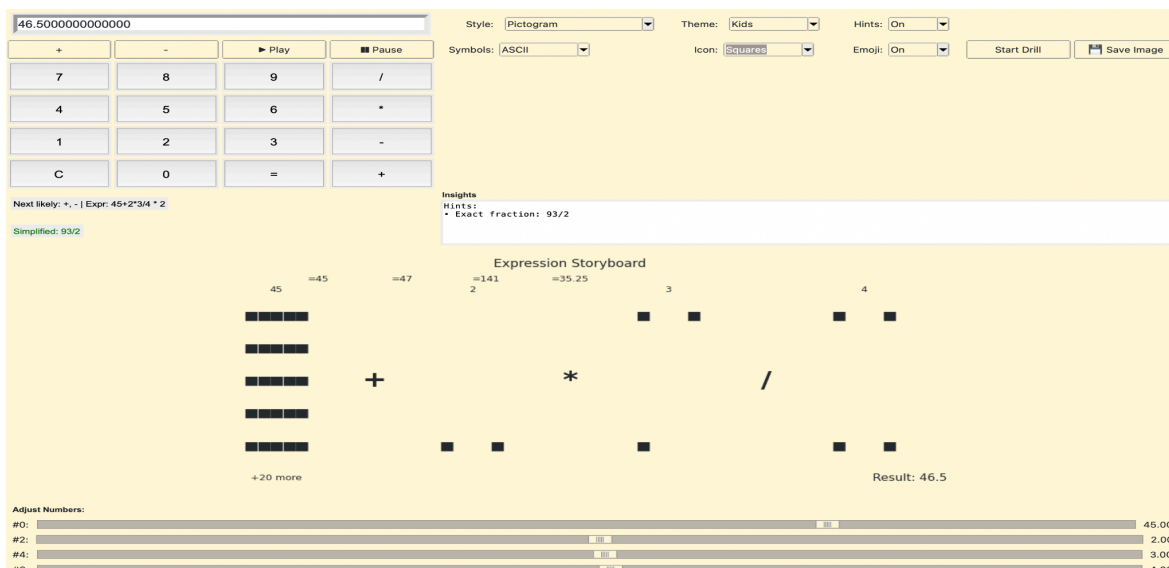 46.5000000000000
Style: Pictogram Theme: Kids Hints: On
+ - ► Play ▮▮ Pause Symbols: ASCII Icon: Squares Emoji: On Start Drill 💾 Save Image
7 8 9 /
4 5 6 *
1 2 3 -
C 0 = +
Next likely: +, - | Expr: 45+2*3/4 * 2
Simplified: 93/2
Insights
Hints:
• Exact fraction: 93/2
Expression Storyboard
=45 =47 =141 =35.25
45 2 3 4
+ * /
+20 more Result: 46.5
Adjust Numbers:
#0: 45.00
#2: 2.00
#4: 3.00